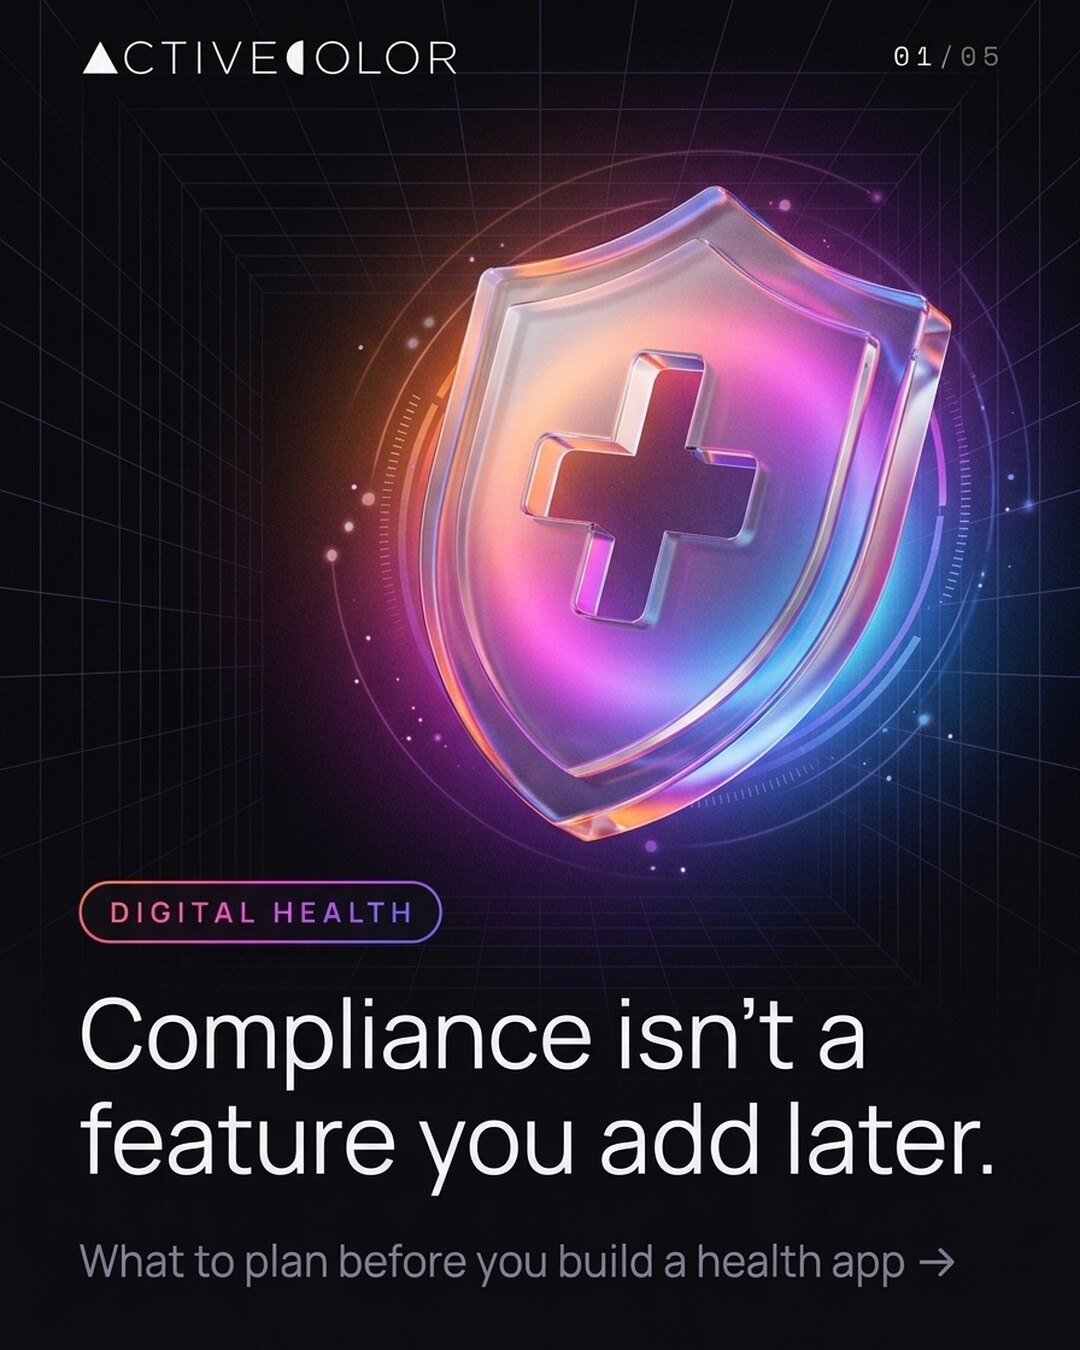 ACTIVECOLOR
01/05
DIGITAL HEALTH
Compliance isn’t a
feature you add later.
What to plan before you build a health app →